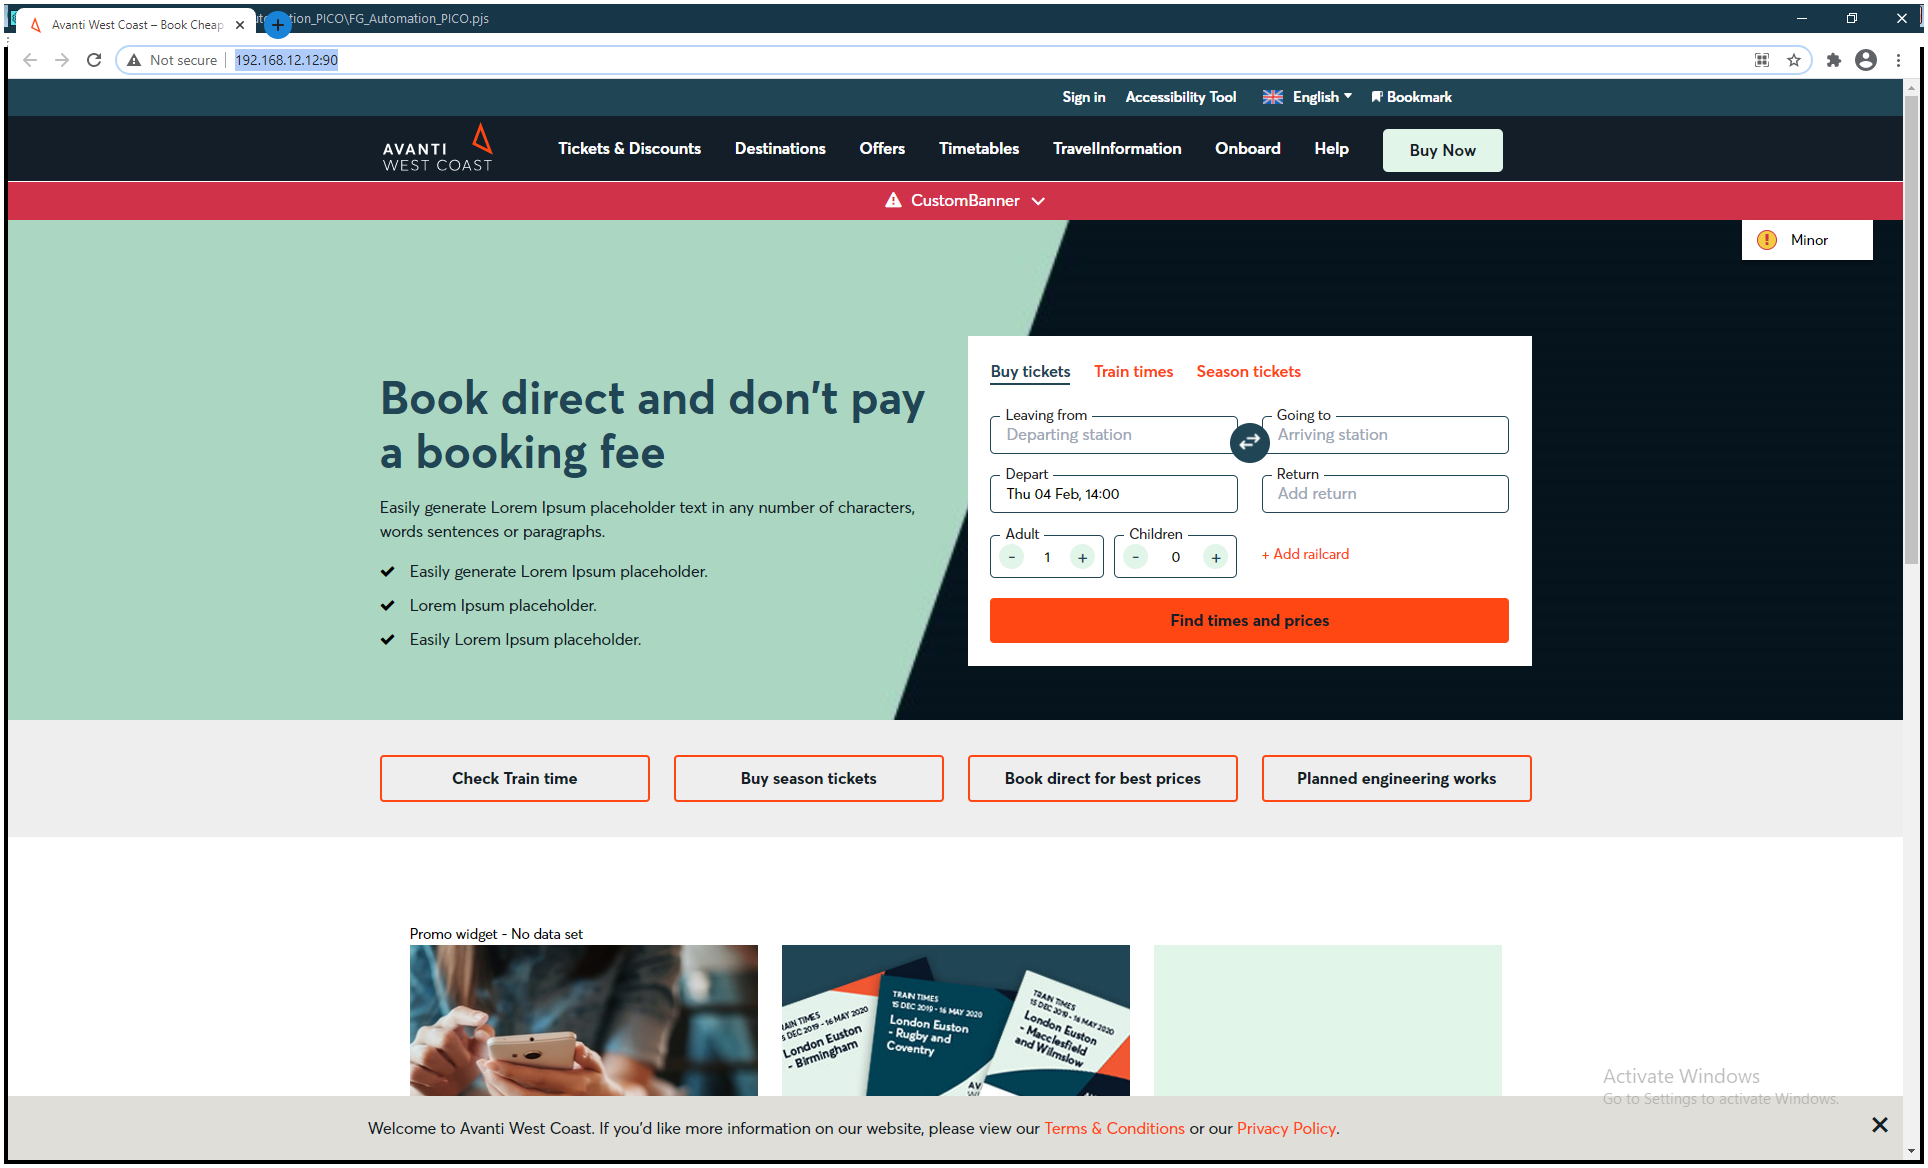 Avanti West Coast – Book Cheap
utomation_PICO\FG_Automation_PICO.pjs
Not secure
192.168.12.12:90
Sign in
Accessibility Tool
English
Bookmark
AVANTI
WEST COAST
Tickets & Discounts
Destinations
Offers
Timetables
TravelInformation
Onboard
Help
Buy Now
CustomBanner
Minor
Book direct and don't pay
a booking fee
Easily generate Lorem Ipsum placeholder text in any number of characters,
words sentences or paragraphs.
Easily generate Lorem Ipsum placeholder.
Lorem Ipsum placeholder.
Easily Lorem Ipsum placeholder.
Buy tickets
Train times
Season tickets
Leaving from
Departing station
Going to
Arriving station
Depart
Thu 04 Feb, 14:00
Return
Add return
Adult
- 1 +
Children
- 0 +
+ Add railcard
Find times and prices
Check Train time
Buy season tickets
Book direct for best prices
Planned engineering works
Promo widget - No data set
RAIN TIMES
5 DEC 2019 - 16 MAY 2020
London Euston
- Birmingham
TRAIN TIMES
15 DEC 2019 - 16 MAY 2020
London Euston
- Rugby and
Coventry
AV
TRAIN TIMES
15 DEC 2019 - 16 MAY 2020
London Euston
- Macclesfield
and Wilmslow
Activate Windows
Go to Settings to activate Windows.
Welcome to Avanti West Coast. If you'd like more information on our website, please view our Terms & Conditions or our Privacy Policy.